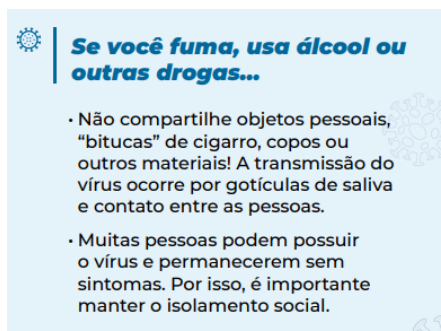 Se você fuma, usa álcool ou
outras drogas...
· Não compartilhe objetos pessoais,
“bitucas” de cigarro, copos ou
outros materiais! A transmissão do
vírus ocorre por gotículas de saliva
e contato entre as pessoas.
· Muitas pessoas podem possuir
o vírus e permanecerem sem
sintomas. Por isso, é importante
manter o isolamento social.